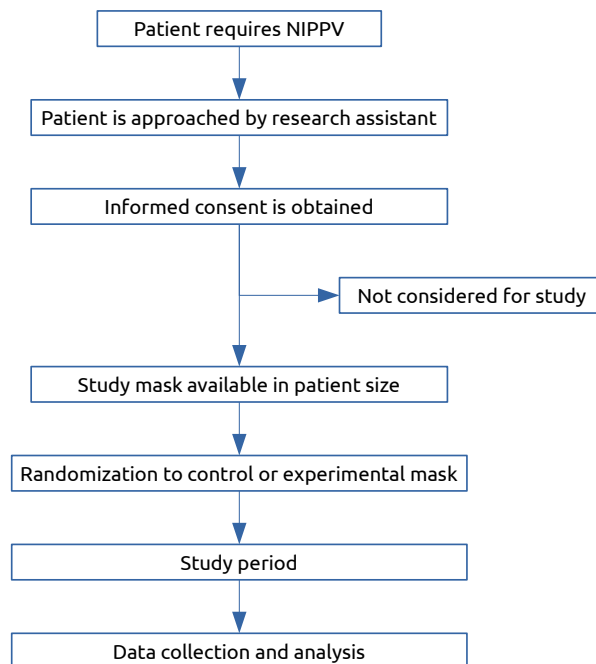 Patient requires NIPPV
Patient is approached by research assistant
Informed consent is obtained
Not considered for study
Study mask available in patient size
Randomization to control or experimental mask
Study period
Data collection and analysis